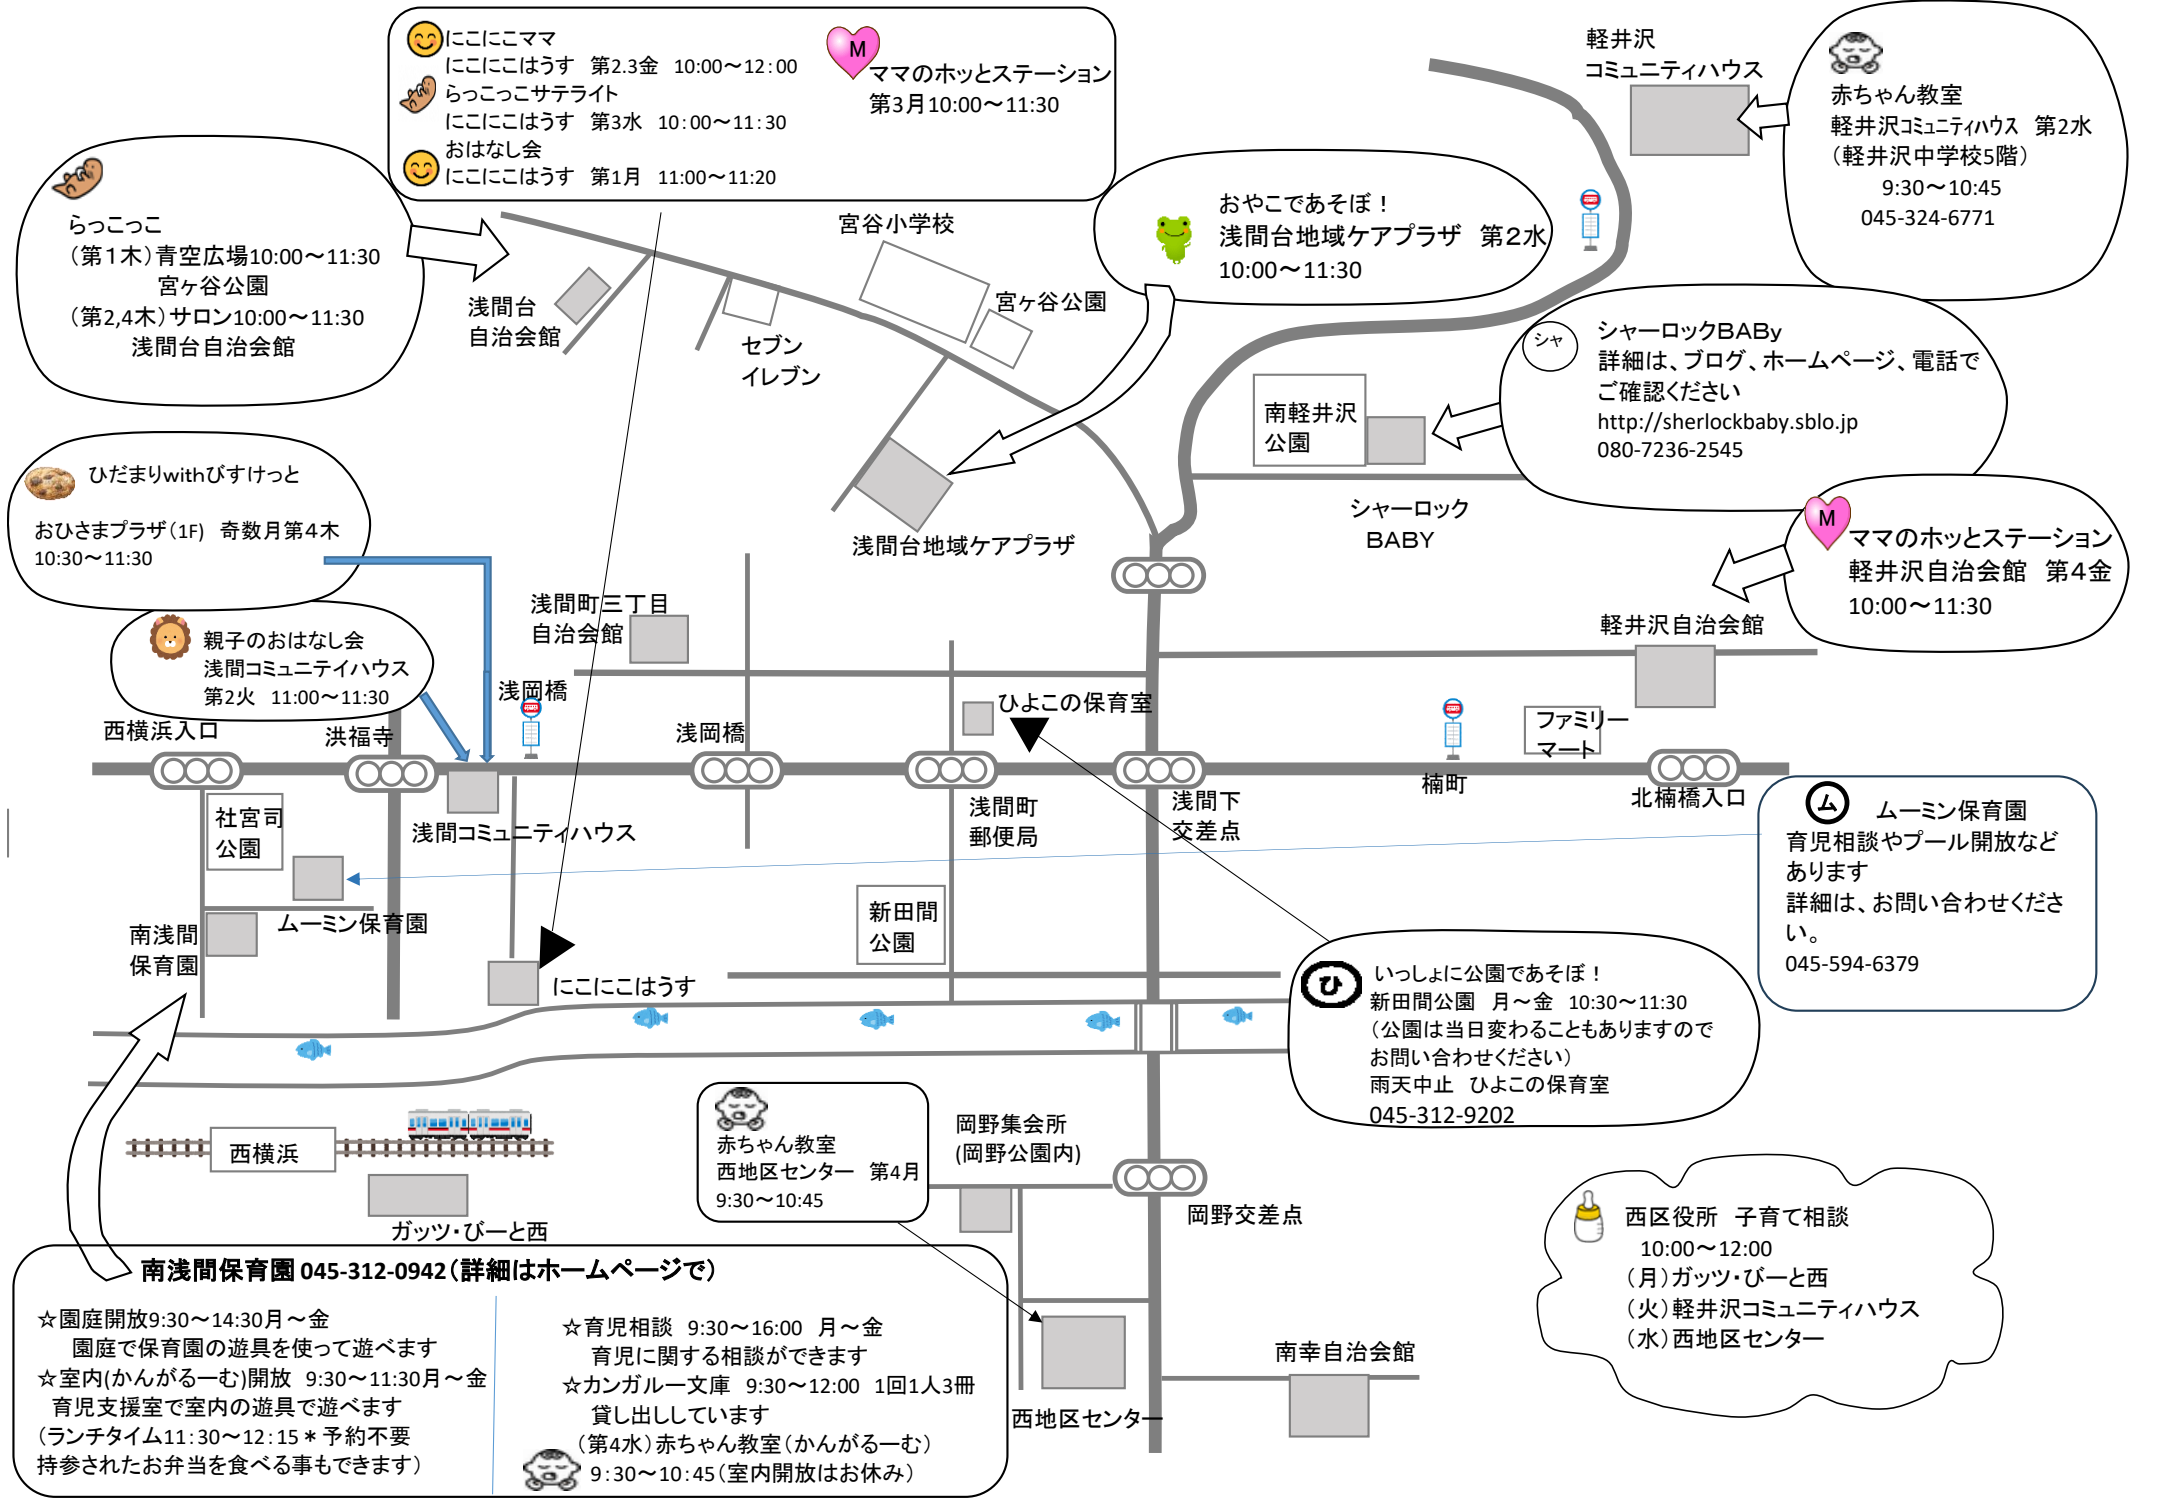 にこにこママ
にこにこはうす 第2.3金 10:00～12:00
らっこっこサテライト
にこにこはうす 第3水 10:00～11:30
おはなし会
にこにこはうす 第1月 11:00～11:20
M
ママのホッとステーション
第3月10:00～11:30
軽井沢
コミュニティハウス
赤ちゃん教室
軽井沢コミュニティハウス 第2水
（軽井沢中学校5階）
9:30～10:45
045-324-6771
らっこっこ
（第1木）青空広場10:00～11:30
宮ヶ谷公園
（第2,4木）サロン10:00～11:30
浅間台自治会館
浅間台
自治会館
セブン
イレブン
宮谷小学校
宮ヶ谷公園
おやこであそぼ！
浅間台地域ケアプラザ 第2水
10:00～11:30
浅間台地域ケアプラザ
シャ
シャーロックBABy
詳細は、ブログ、ホームページ、電話で
ご確認ください
http://sherlockbaby.sblo.jp
080-7236-2545
南軽井沢
公園
シャーロック
BABY
ひだまりwithびすけっと
おひさまプラザ（1F) 奇数月第4木
10:30～11:30
親子のおはなし会
浅間コミュニテイハウス
第2火 11:00～11:30
M
ママのホッとステーション
軽井沢自治会館 第4金
10:00～11:30
軽井沢自治会館
浅間町三丁目
自治会館
浅岡橋
ひよこの保育室
西横浜入口
洪福寺
浅岡橋
ファミリー
マート
楠町
北楠橋入口
浅間町
郵便局
浅間下
交差点
浅間コミュニティハウス
社宮司
公園
ムーミン保育園
南浅間
保育園
にこにこはうす
新田間
公園
ム
ムーミン保育園
育児相談やプール開放など
あります
詳細は、お問い合わせくださ
い。
045-594-6379
ひ
いっしょに公園であそぼ！
新田間公園 月～金 10:30～11:30
（公園は当日変わることもありますので
お問い合わせください）
雨天中止 ひよこの保育室
045-312-9202
西横浜
ガッツ・びーと西
赤ちゃん教室
西地区センター 第4月
9:30～10:45
岡野集会所
(岡野公園内)
岡野交差点
西地区センター
南幸自治会館
西区役所 子育て相談
10:00～12:00
（月）ガッツ・びーと西
（火）軽井沢コミュニティハウス
（水）西地区センター
南浅間保育園 045-312-0942（詳細はホームページで）
☆園庭開放9:30～14:30月～金
園庭で保育園の遊具を使って遊べます
☆室内(かんがるーむ)開放 9:30～11:30月～金
育児支援室で室内の遊具で遊べます
（ランチタイム11:30～12:15＊予約不要
持参されたお弁当を食べる事もできます）
☆育児相談 9:30～16:00 月～金
育児に関する相談ができます
☆カンガルー文庫 9:30～12:00 1回1人3冊
貸し出ししています
（第4水）赤ちゃん教室（かんがるーむ）
9:30～10:45（室内開放はお休み）